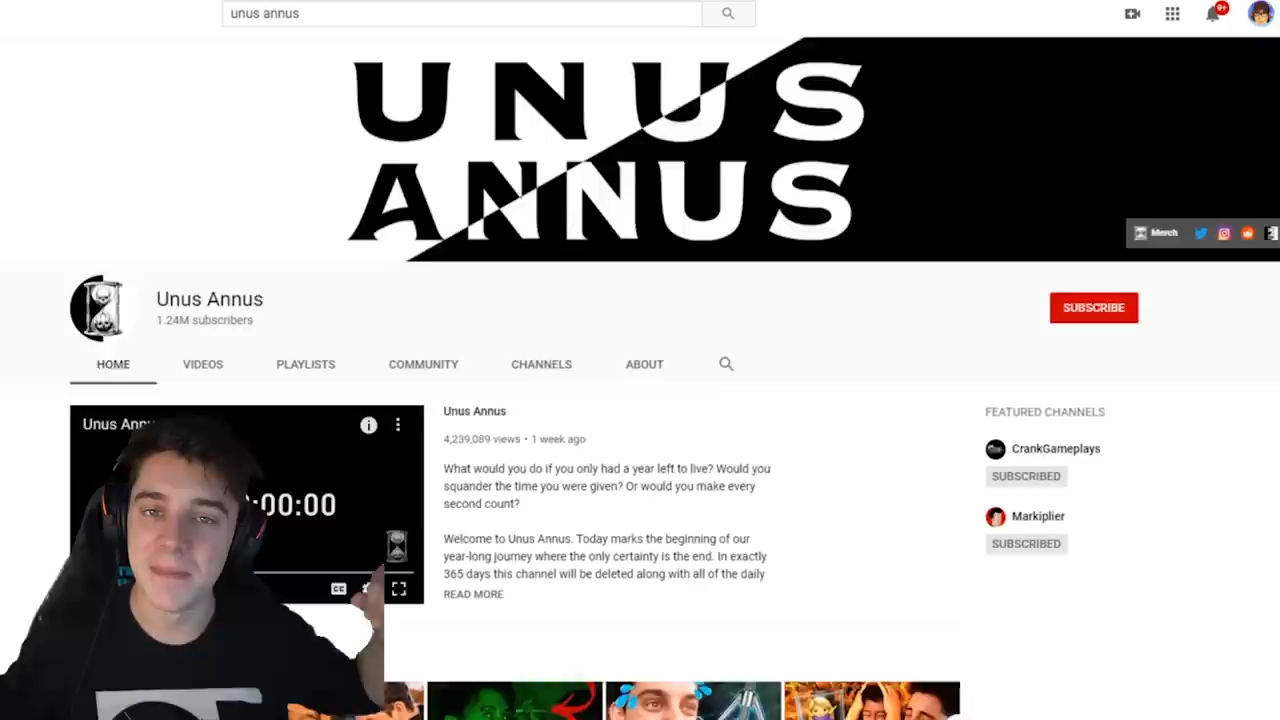 unus annus
9+
UNUS
ANNUS
Merch
Unus Annus
1.24M subscribers
SUBSCRIBE
HOME VIDEOS PLAYLISTS COMMUNITY CHANNELS ABOUT
Unus
:00:00
CC
Unus Annus
4,239,089 views • 1 week ago
What would you do if you only had a year left to live? Would you
squander the time you were given? Or would you make every
second count?
Welcome to Unus Annus. Today marks the beginning of our
year-long journey where the only certainty is the end. In exactly
365 days this channel will be deleted along with all of the daily
READ MORE
FEATURED CHANNELS
CrankGameplays
SUBSCRIBED
Markiplier
SUBSCRIBED